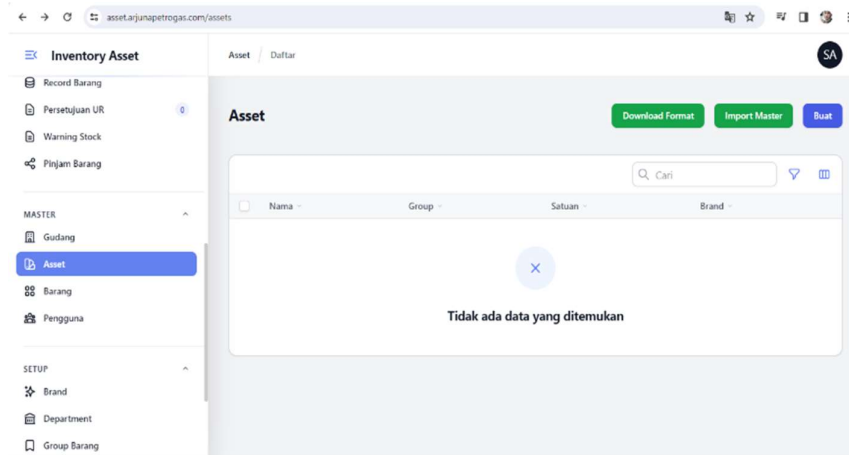 asset.arjunapetrogas.com/assets
Inventory Asset
Record Barang
Persetujuan UR 0
Warning Stock
Pinjam Barang
MASTER
Gudang
Asset
Barang
Pengguna
SETUP
Brand
Department
Group Barang
Asset / Daftar
SA
Asset
Download Format
Import Master
Buat
Cari
Nama Group Satuan Brand
Tidak ada data yang ditemukan